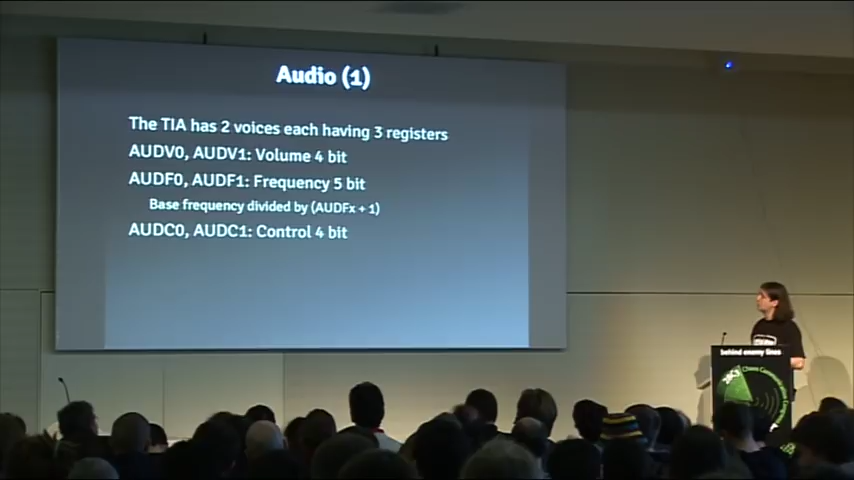 Audio (1)
The TIA has 2 voices each having 3 registers
AUDV0, AUDV1: Volume 4 bit
AUDF0, AUDF1: Frequency 5 bit
Base frequency divided by (AUDFx + 1)
AUDC0, AUDC1: Control 4 bit
behind enemy lines